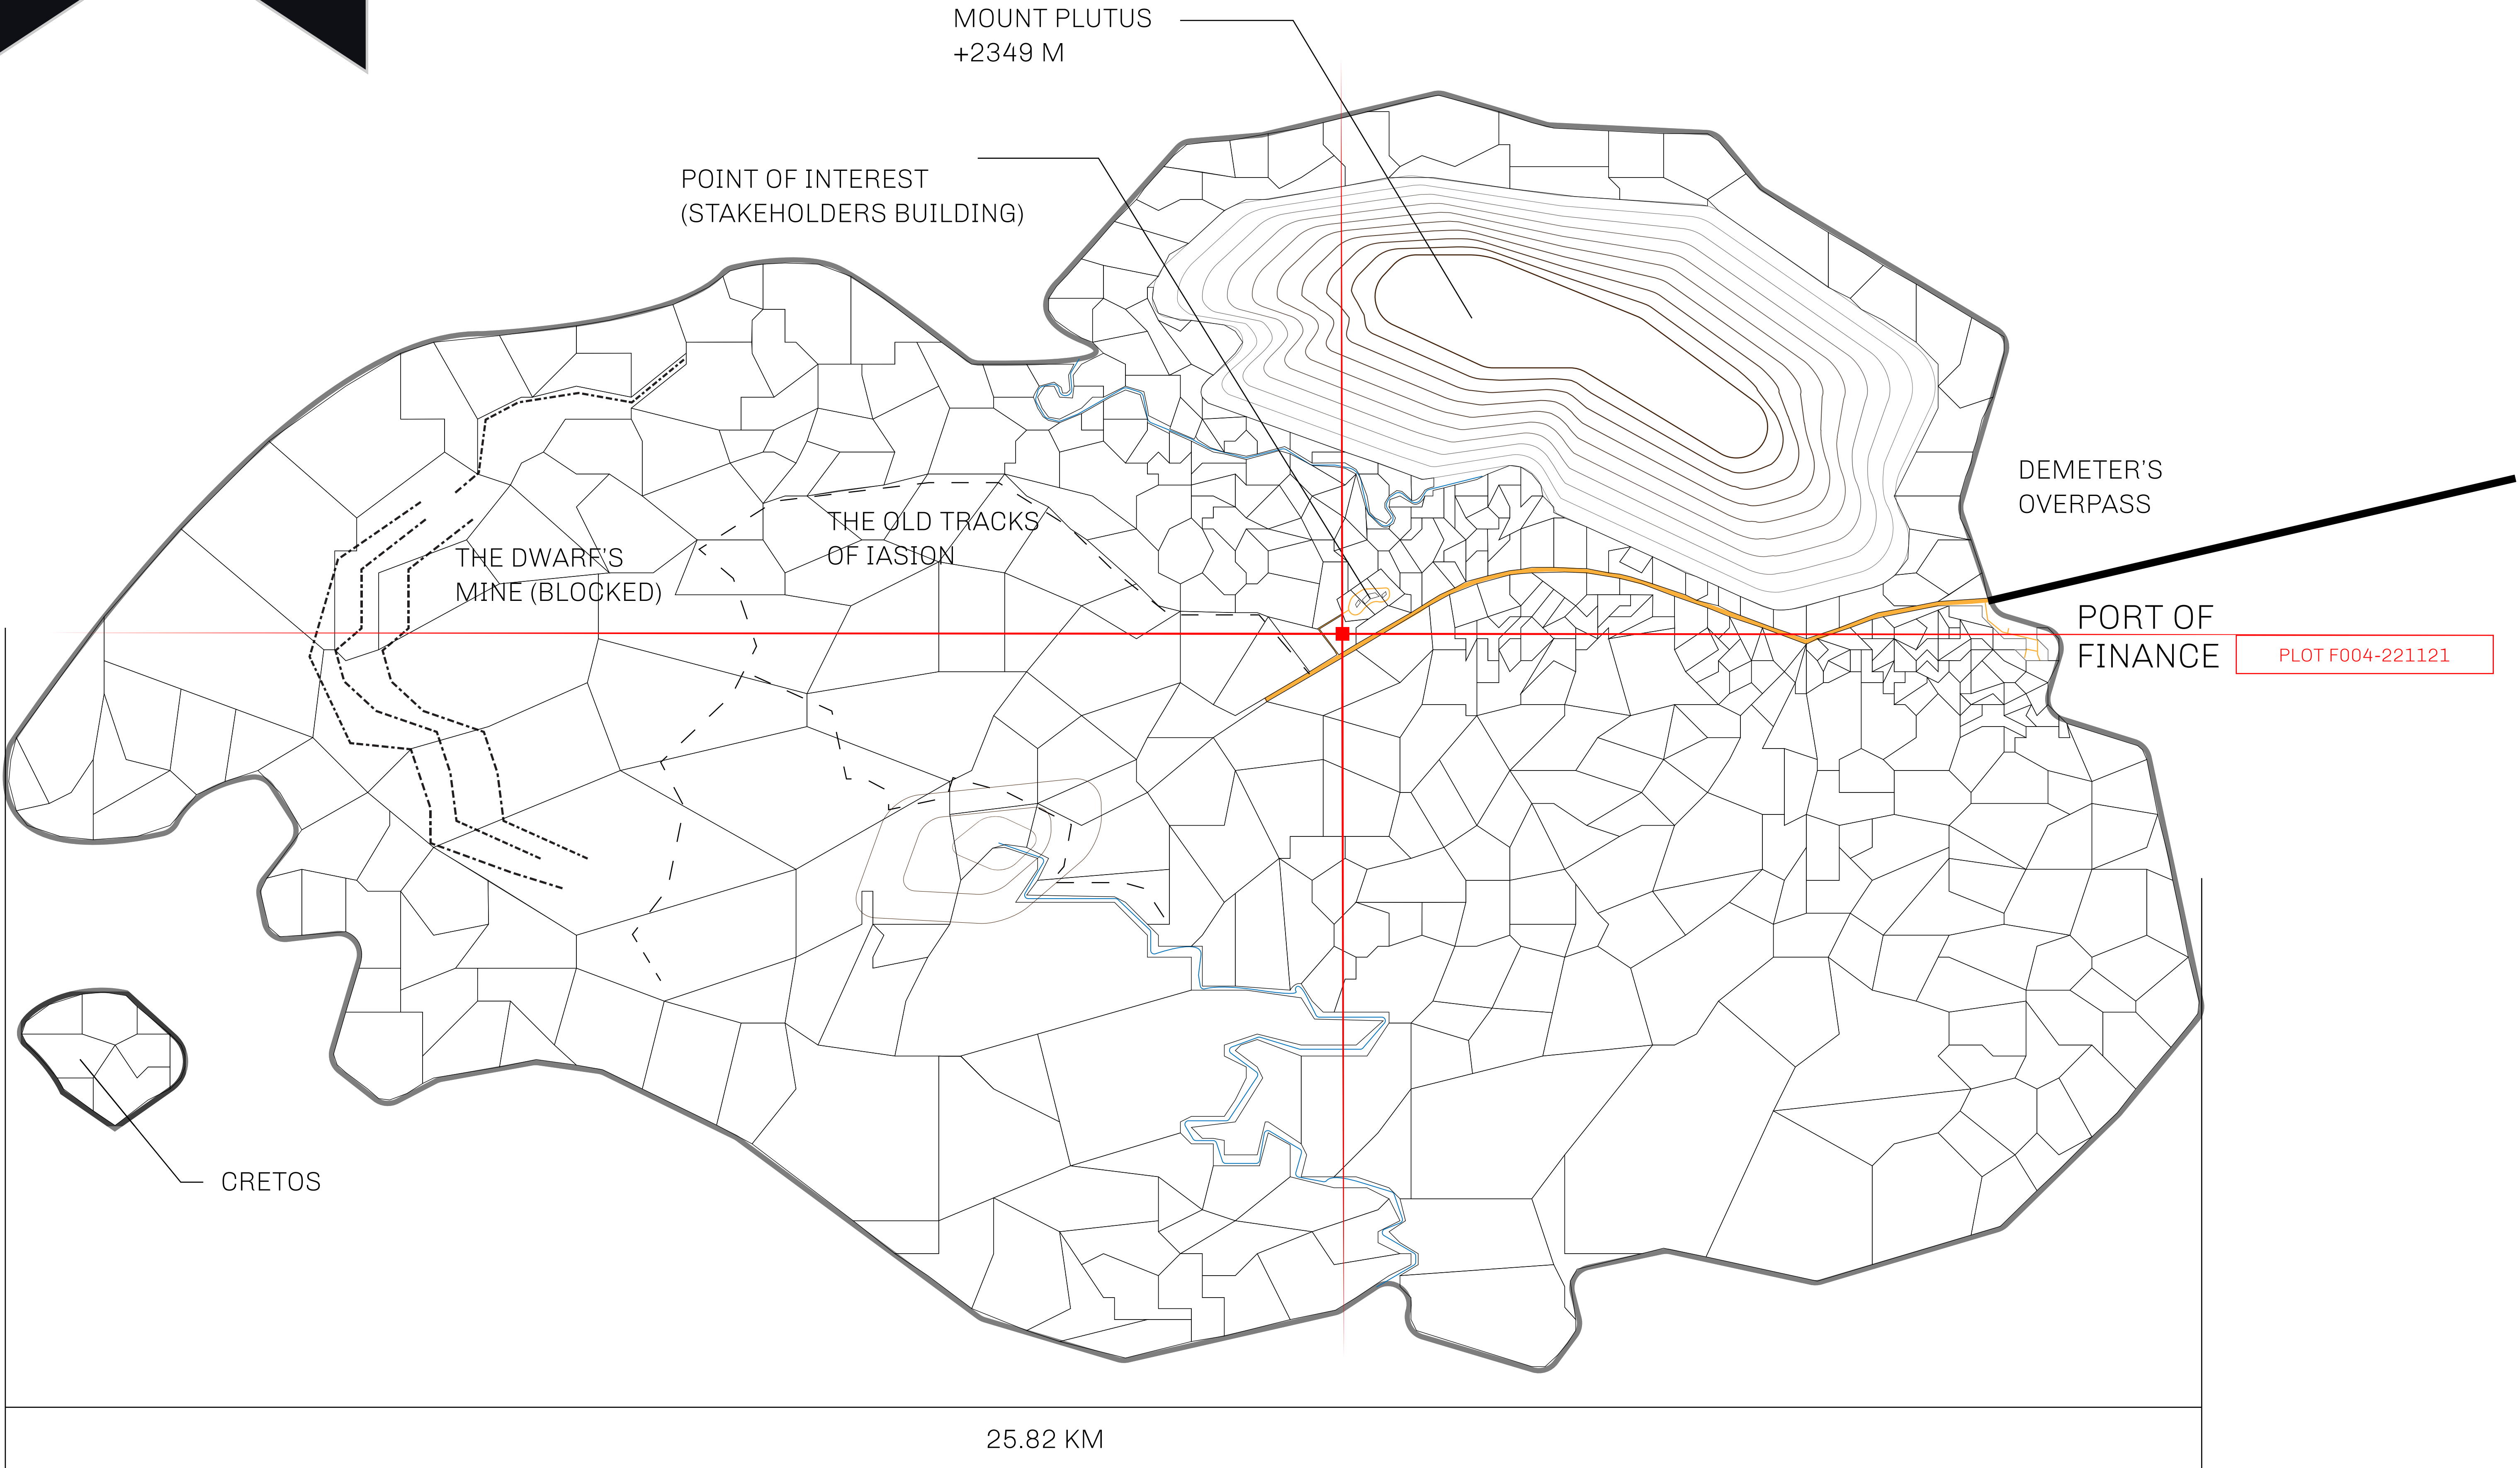 MOUNT PLUTUS
+2349 M
POINT OF INTEREST
(STAKEHOLDERS BUILDING)
DEMETER'S
OVERPASS
THE OLD TRACKS
OF IASION
THE DWARF'S
MINE (BLOCKED)
PORT OF
FINANCE
PLOT F004-221121
CRETOS
25.82 KM